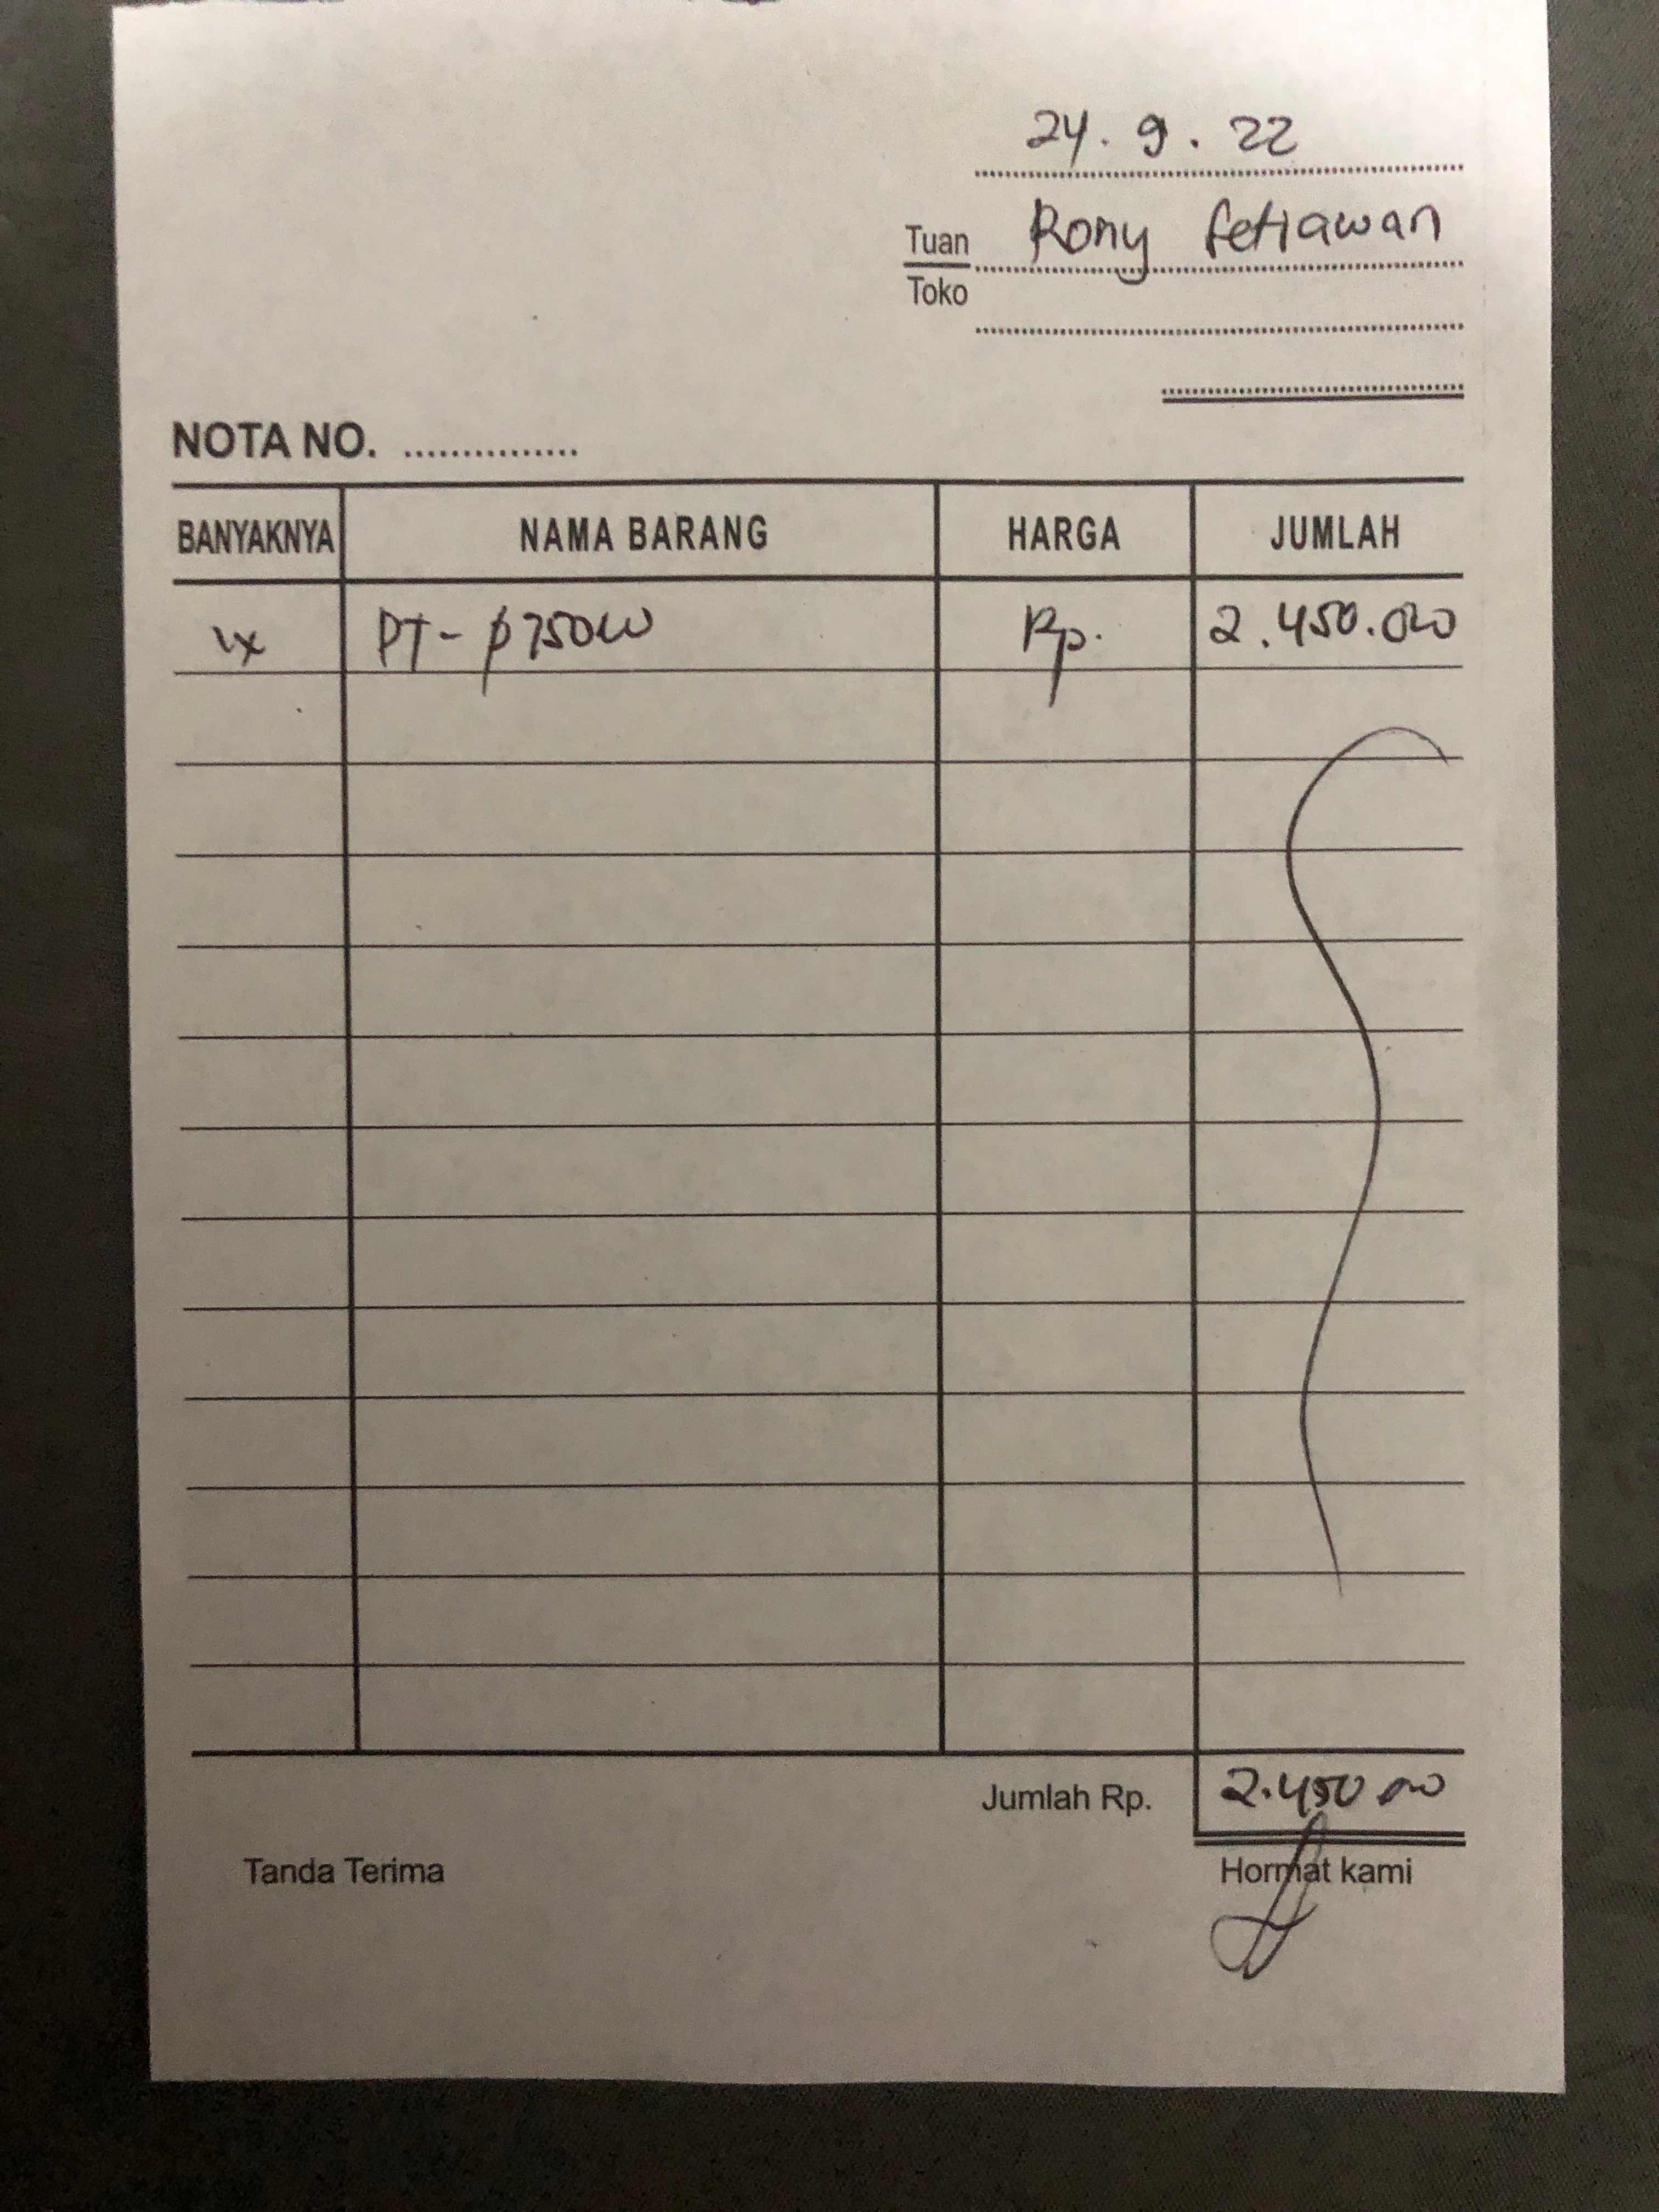 24.9.22
Tuan Rony Setiawan
Toko
NOTA NO. ...............
BANYAKNYA NAMA BARANG HARGA JUMLAH
1x PT-P750W Rp. 2.450.000
Jumlah Rp. 2.450.000
Tanda Terima Hormat kami